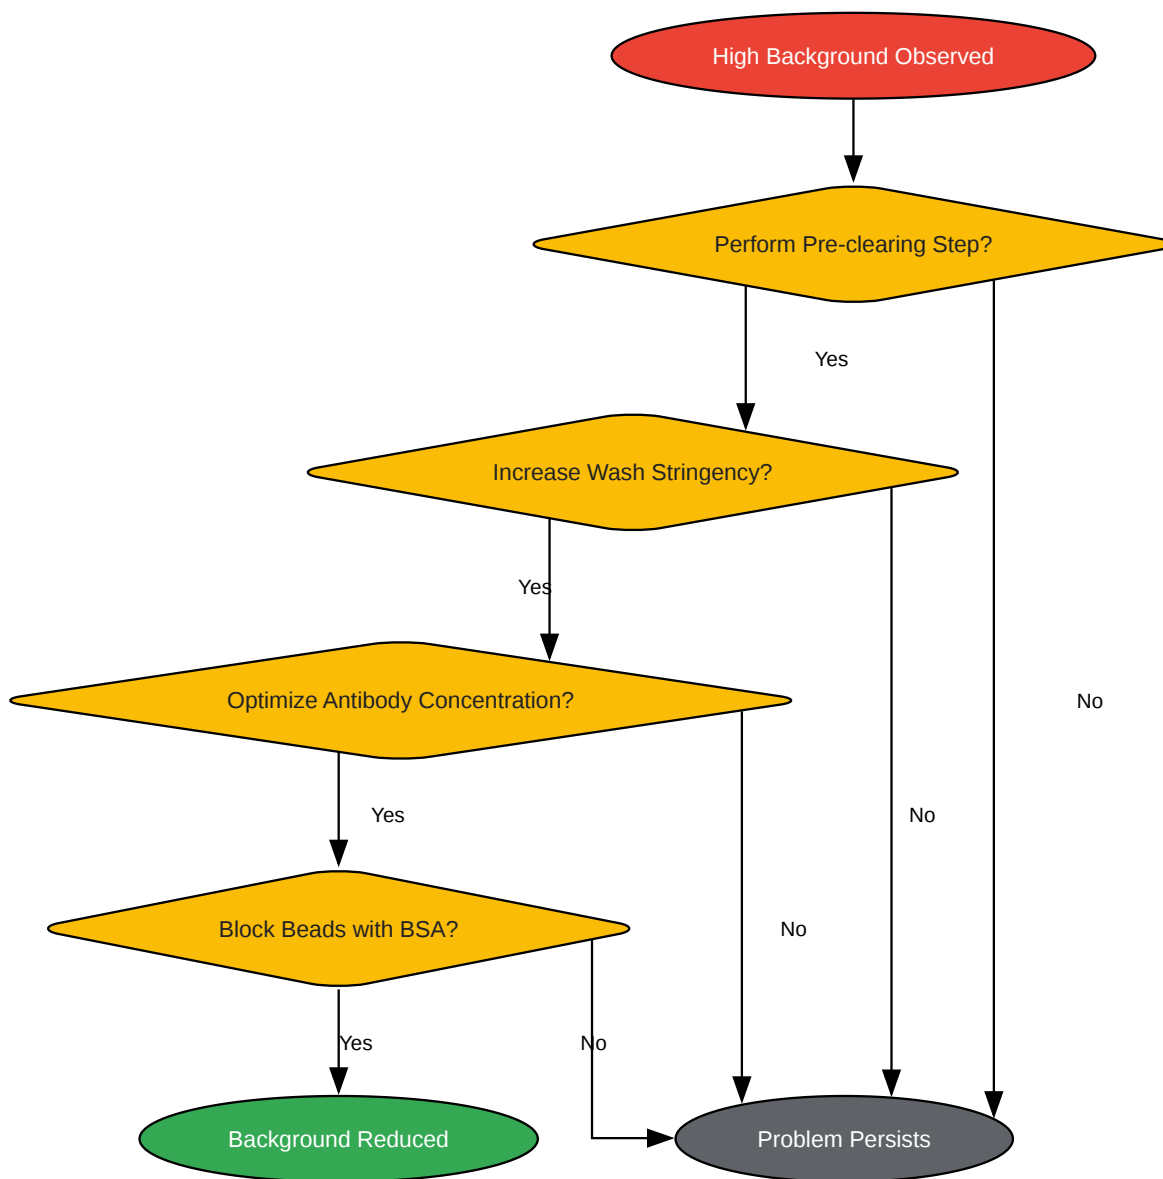 High Background Observed
Perform Pre-clearing Step?
Yes
Increase Wash Stringency?
Yes
Optimize Antibody Concentration?
No
Yes
No
Block Beads with BSA?
No
Yes
No
Background Reduced
Problem Persists